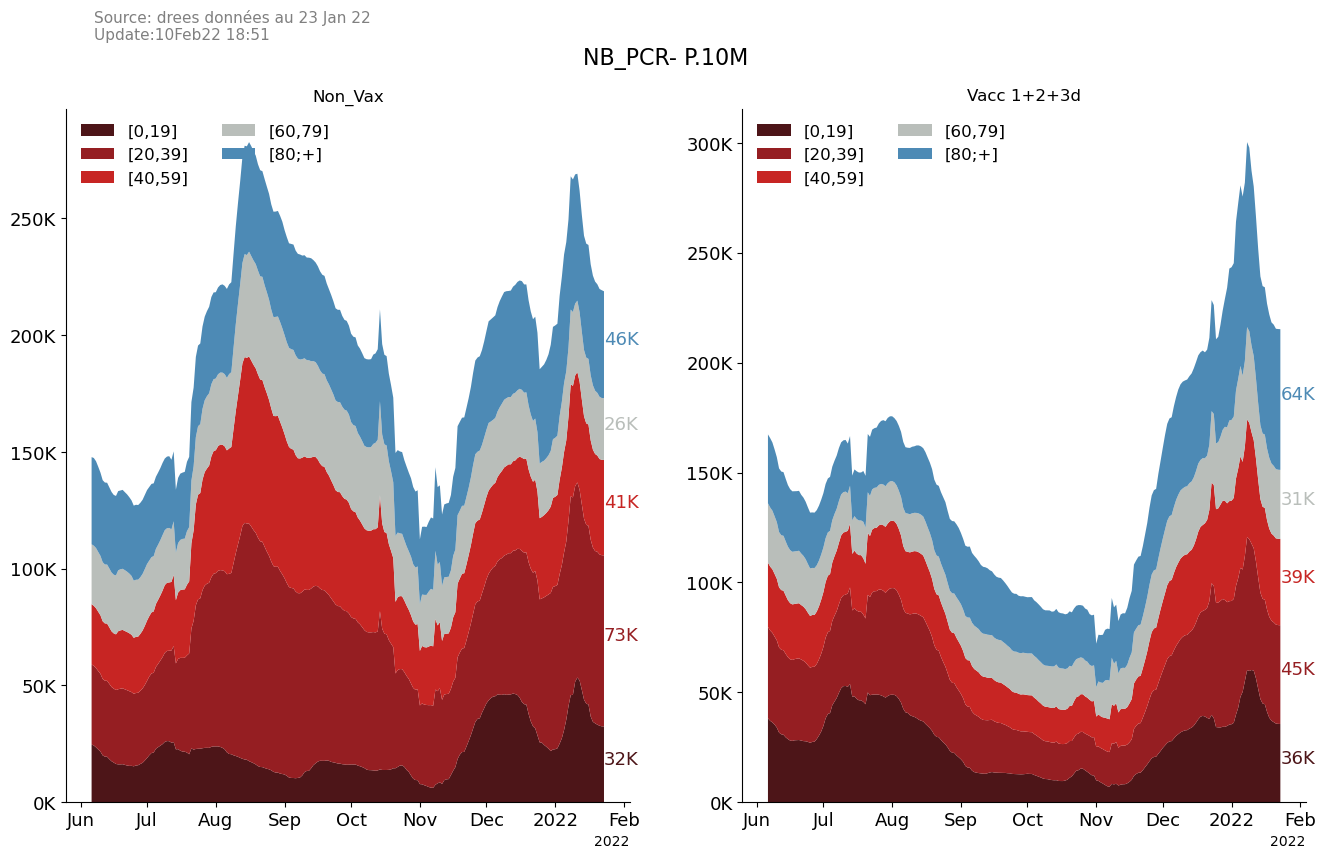 Source: drees données au 23 Jan 22
Update:10Feb22 18:51
NB_PCR- P.10M
Non_Vax
[0,19]
[20,39]
[40,59]
[60,79]
[80;+]
250K
200K
150K
100K
50K
0K
46K
26K
41K
73K
32K
Jun Jul Aug Sep Oct Nov Dec 2022 Feb
2022
Vacc 1+2+3d
[0,19]
[20,39]
[40,59]
[60,79]
[80;+]
300K
250K
200K
150K
100K
50K
0K
64K
31K
39K
45K
36K
Jun Jul Aug Sep Oct Nov Dec 2022 Feb
2022